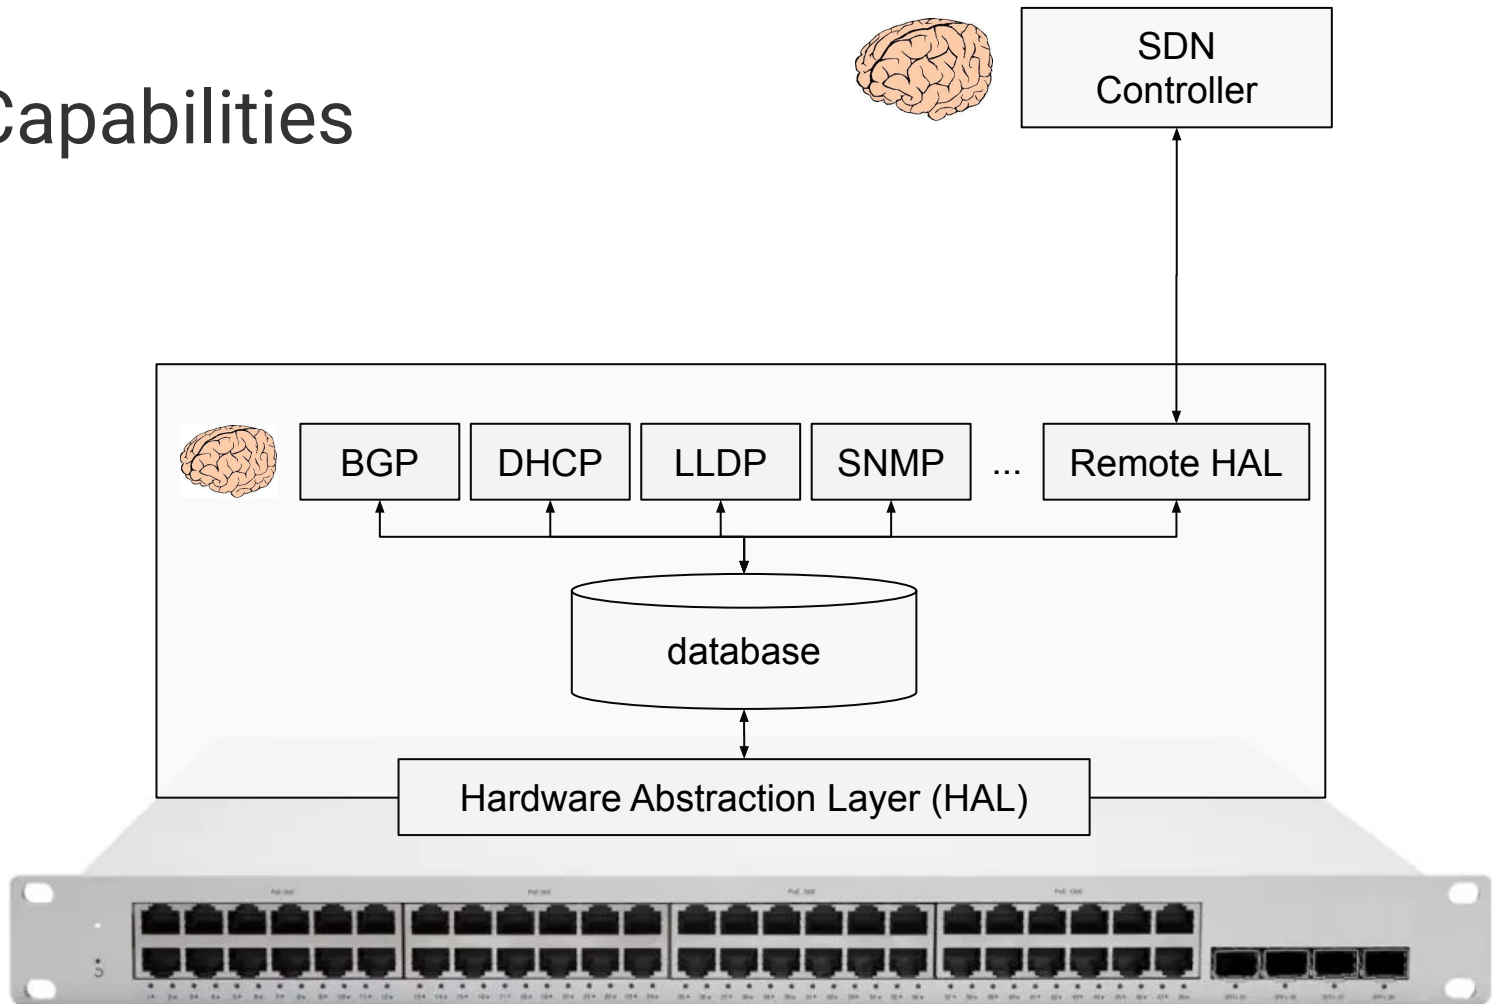 SDN
Controller
Capabilities
BGP DHCP LLDP SNMP ... Remote HAL
database
Hardware Abstraction Layer (HAL)